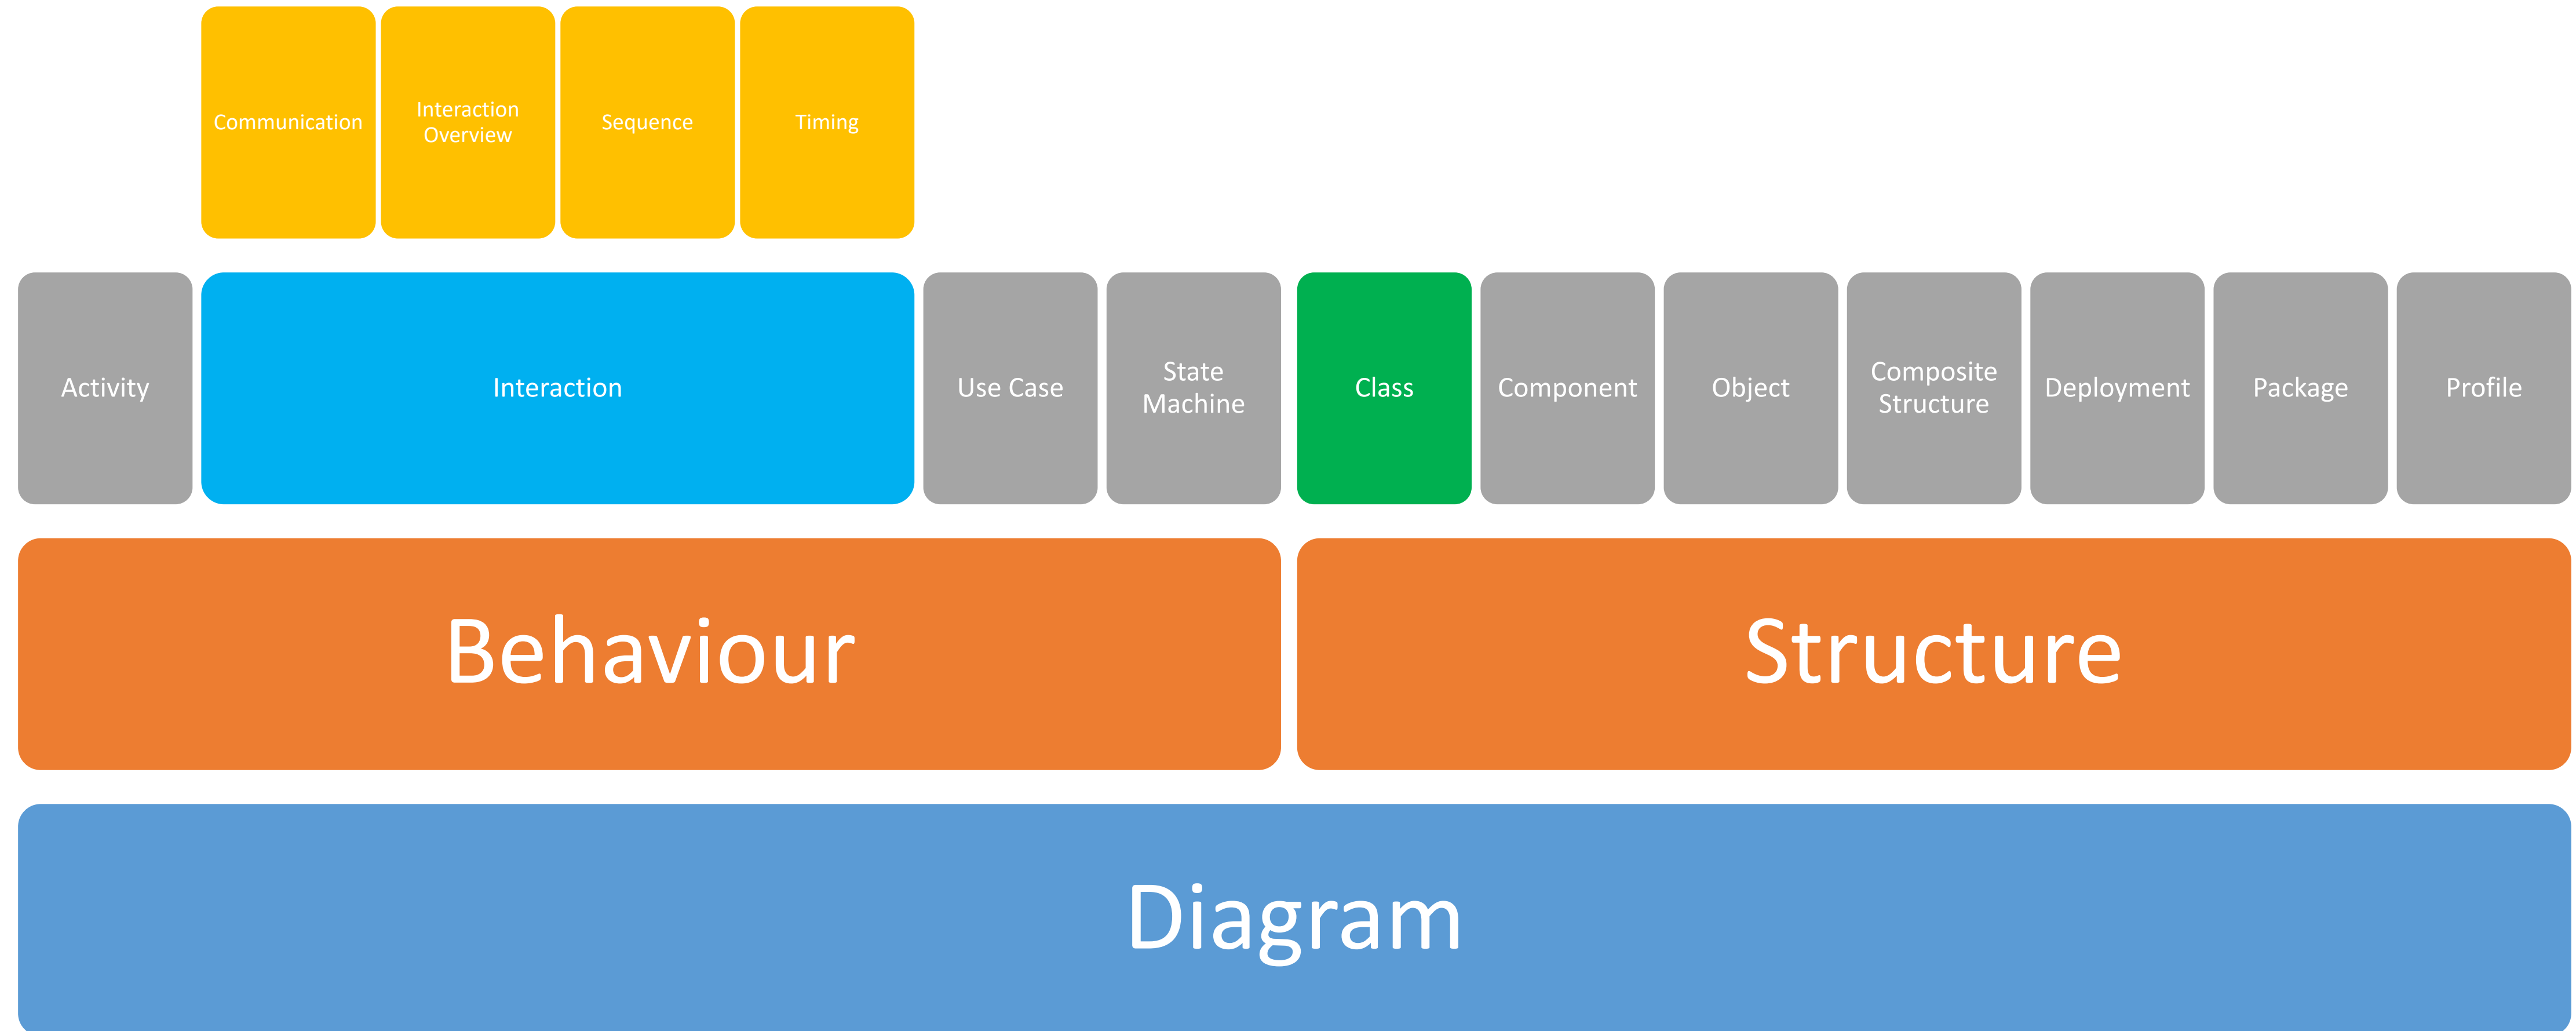 Communication
Interaction
Overview
Sequence
Timing
Activity
Interaction
Use Case
State
Machine
Class
Component
Object
Composite
Structure
Deployment
Package
Profile
Behaviour
Structure
Diagram